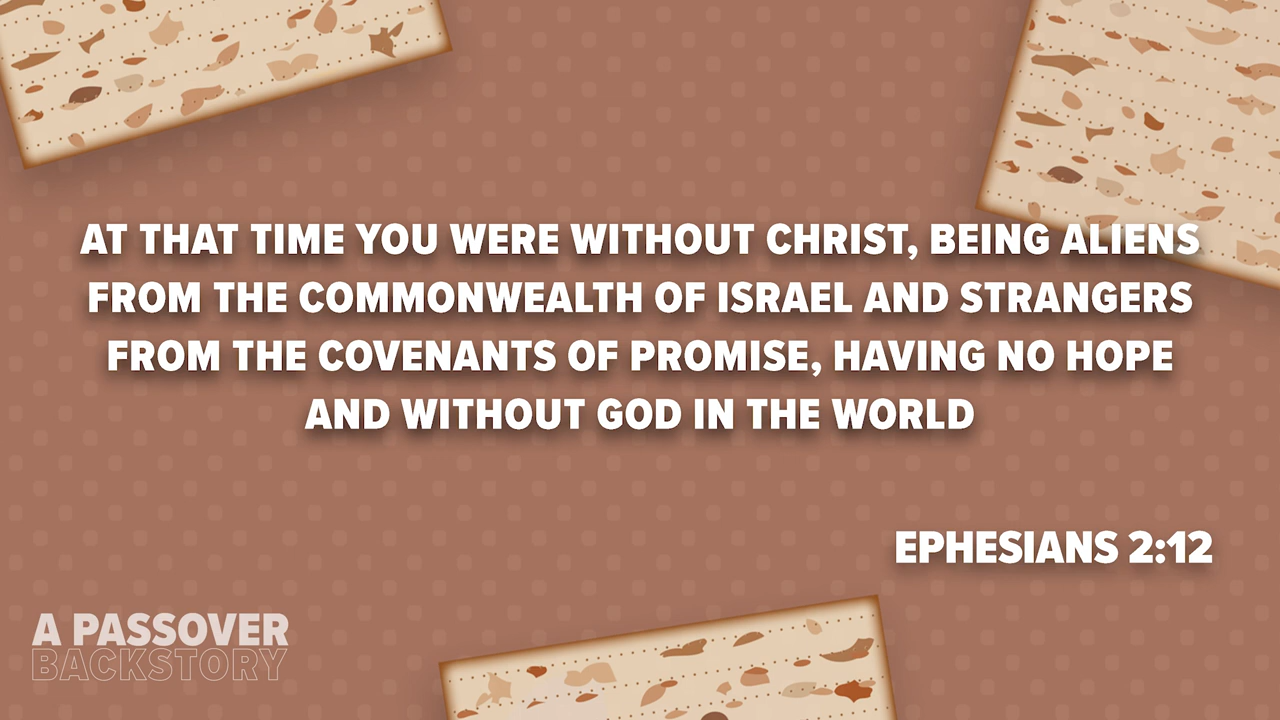 AT THAT TIME YOU WERE WITHOUT CHRIST, BEING ALIENS
FROM THE COMMONWEALTH OF ISRAEL AND STRANGERS
FROM THE COVENANTS OF PROMISE, HAVING NO HOPE
AND WITHOUT GOD IN THE WORLD
EPHESIANS 2:12
A PASSOVER
BACKSTORY